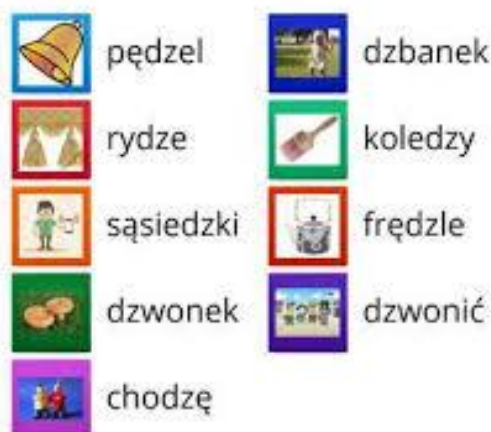 pędzel
rydze
sąsiedzki
dzwonek
chodzę
dzbanek
koledzy
frędzle
dzwonić